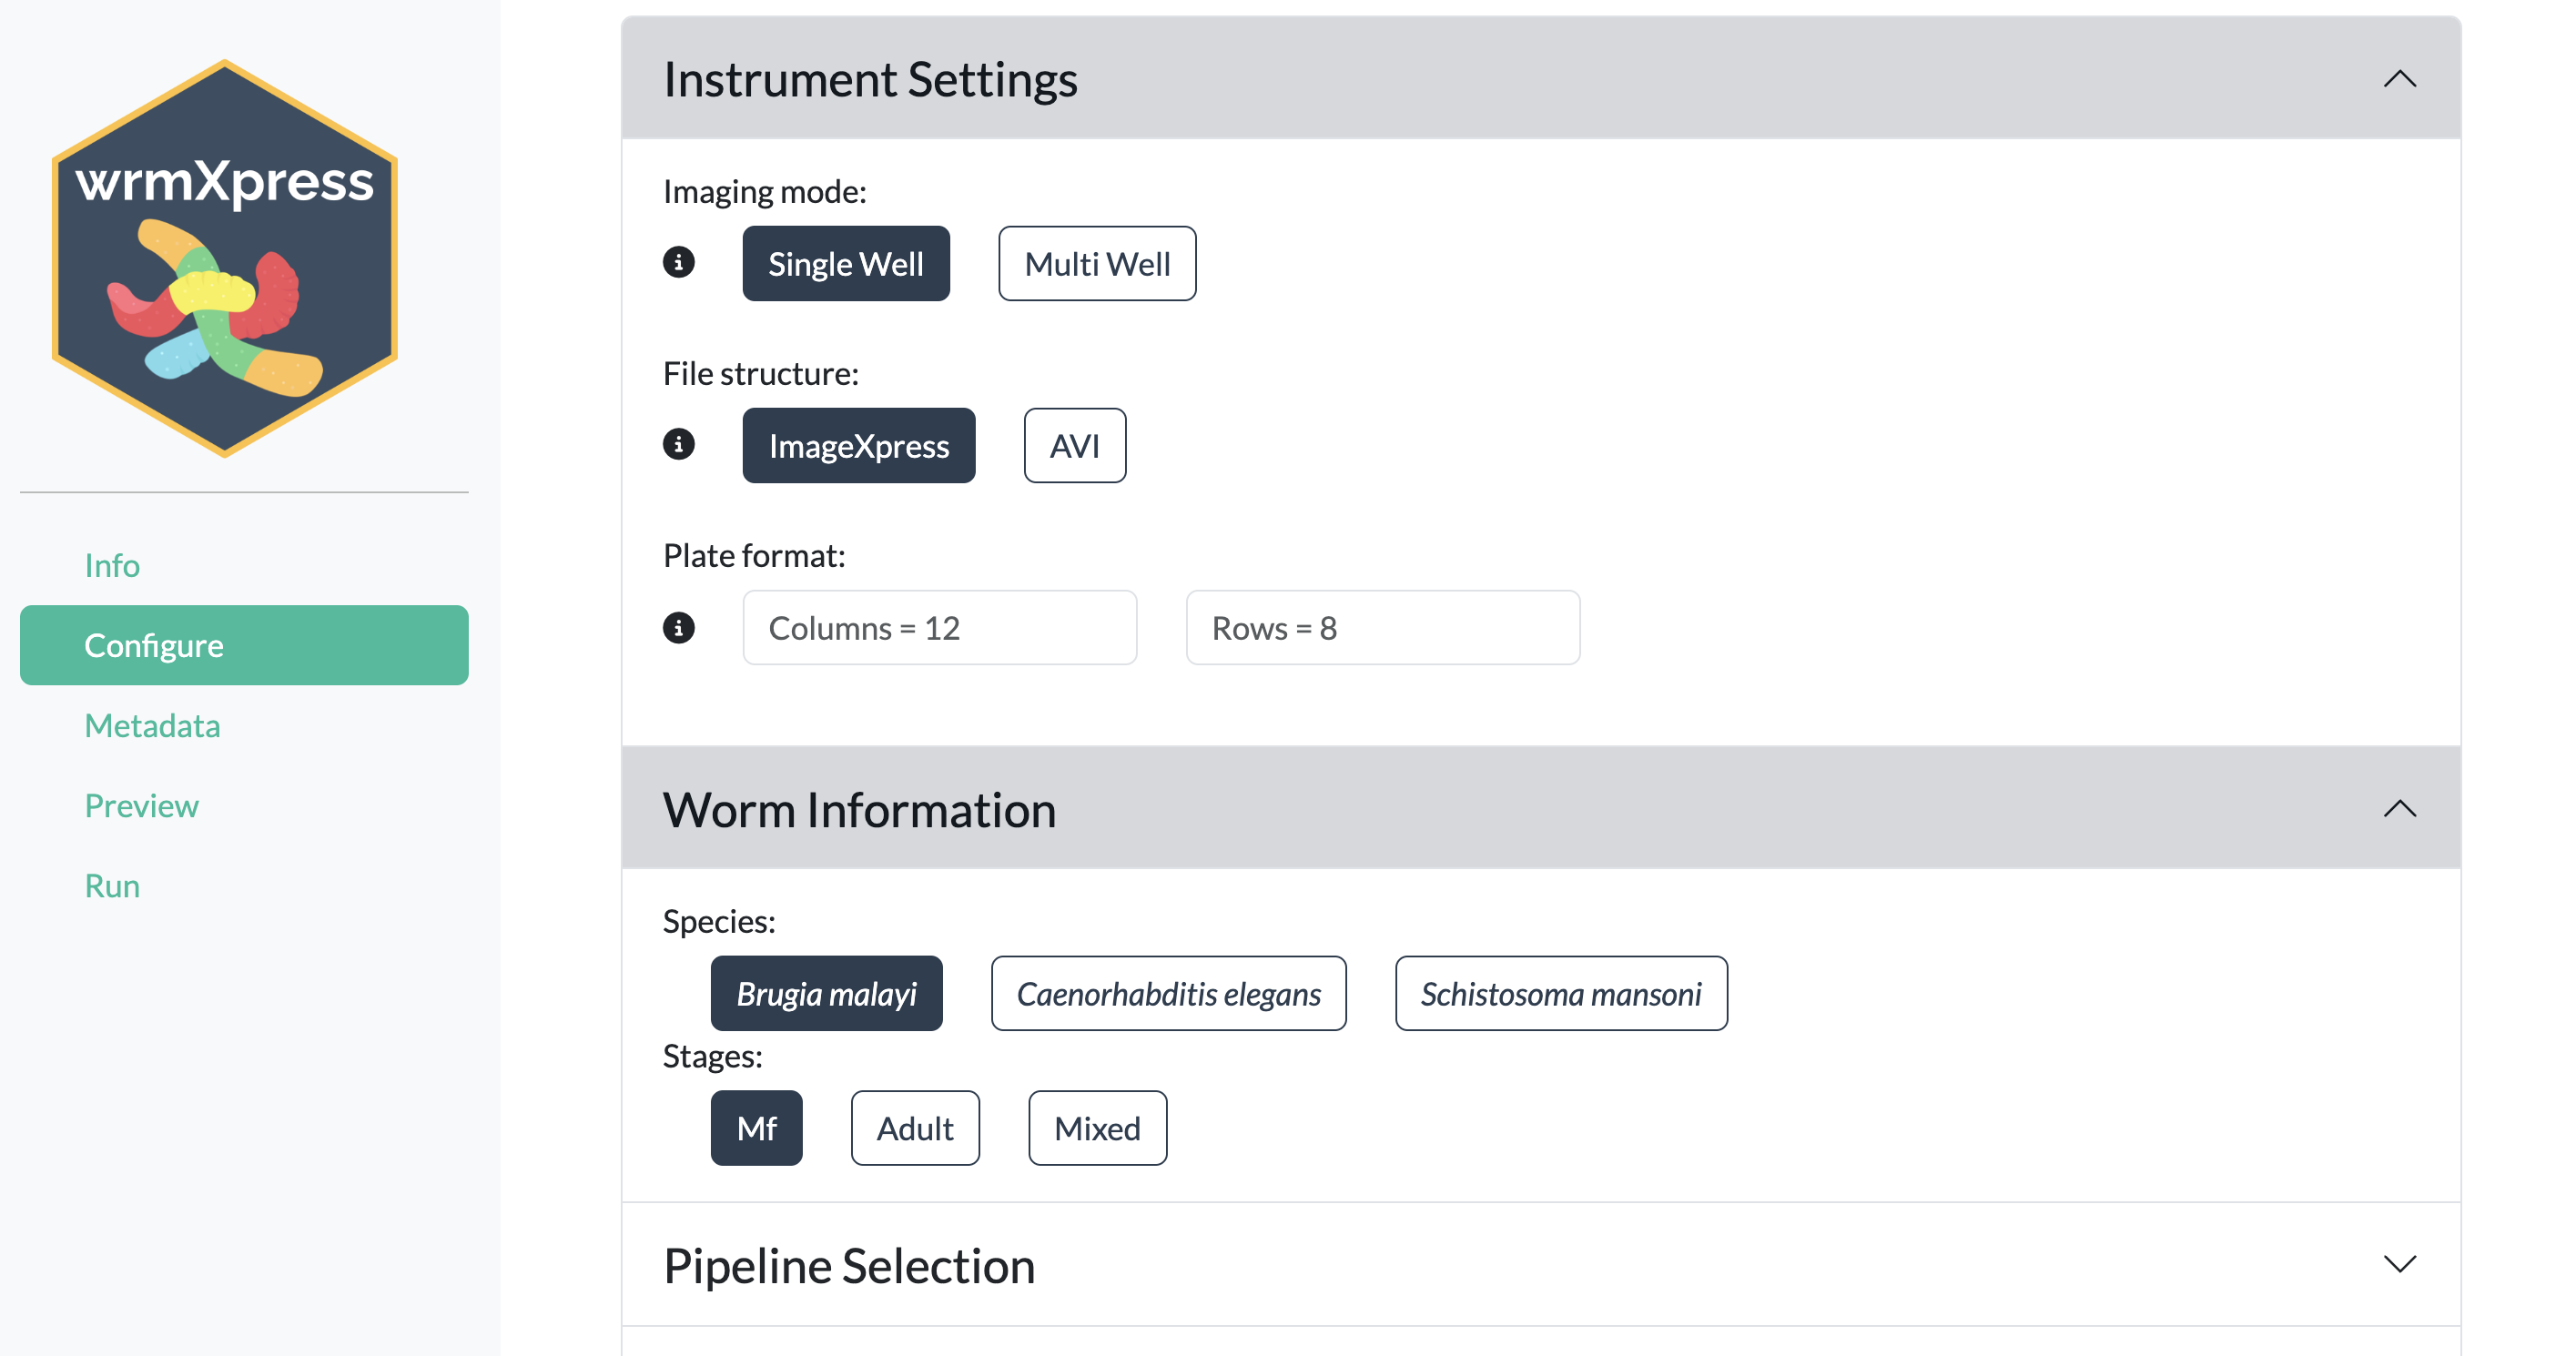 wrmXpress
Info
Configure
Metadata
Preview
Run
Instrument Settings
Imaging mode:
Single Well Multi Well
File structure:
ImageXpress AVI
Plate format:
Columns = 12 Rows = 8
Worm Information
Species:
Brugia malayi Caenorhabditis elegans Schistosoma mansoni
Stages:
Mf Adult Mixed
Pipeline Selection